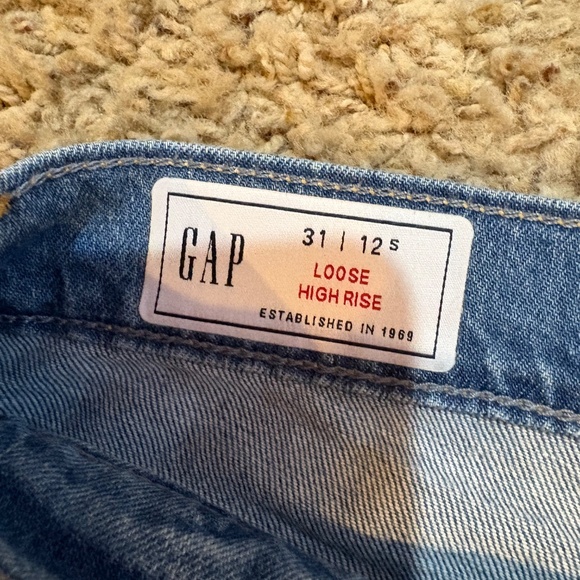 GAP
31 | 12 s
LOOSE
HIGH RISE
ESTABLISHED IN 1969